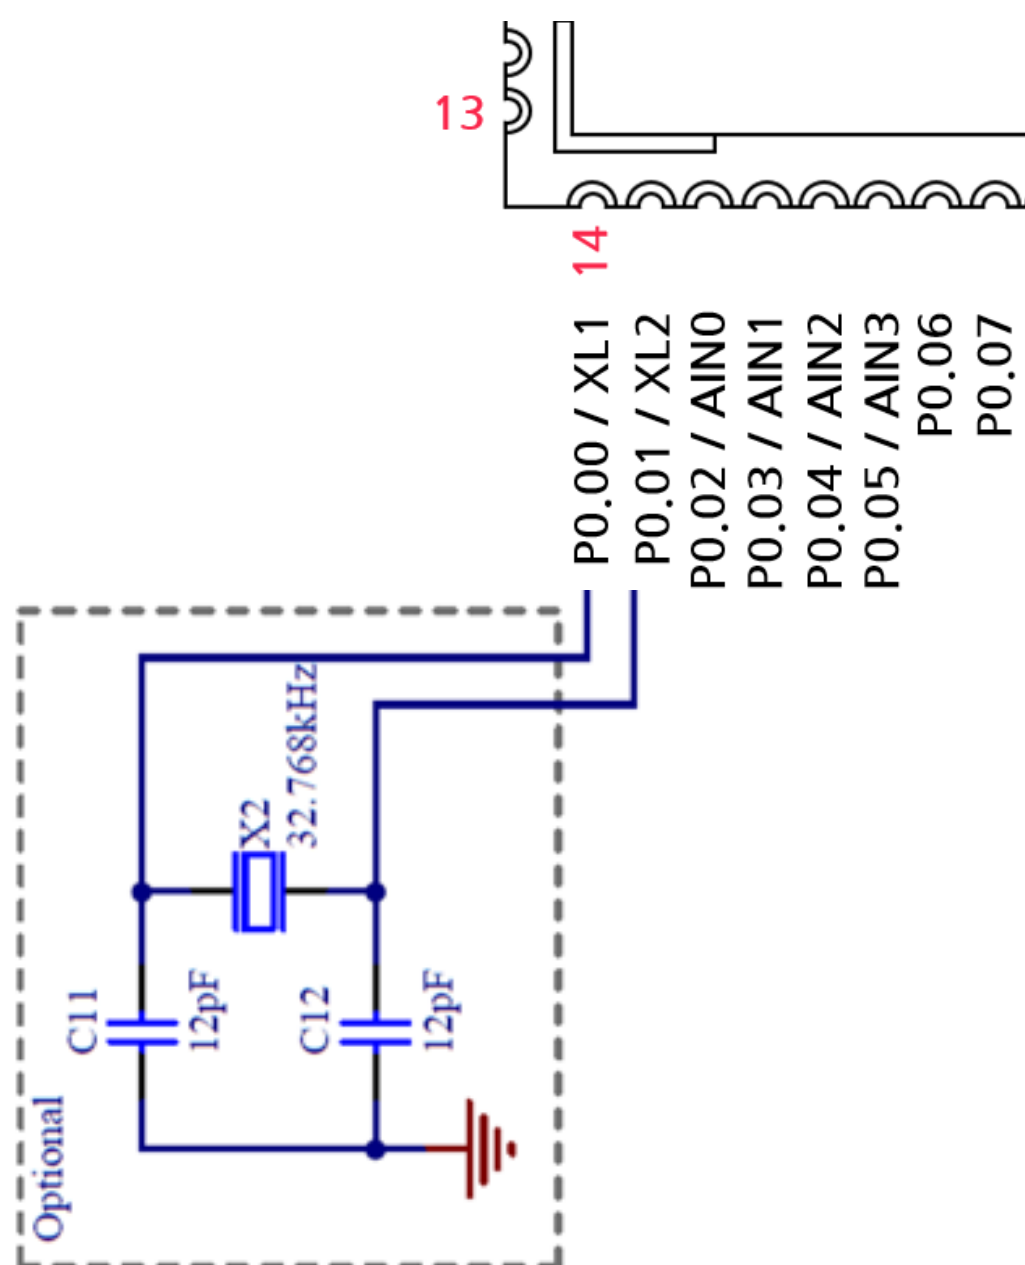 13
14
P0.00 / XL1
P0.01 / XL2
P0.02 / AIN0
P0.03 / AIN1
P0.04 / AIN2
P0.05 / AIN3
P0.06
P0.07
X2
32.768kHz
C11
12pF
C12
12pF
Optional